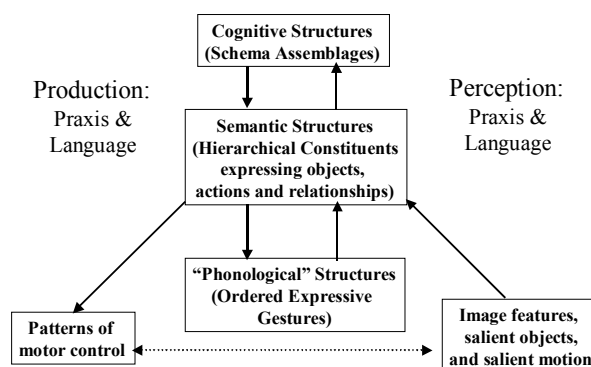 Cognitive Structures
(Schema Assemblages)
Production:
Praxis &
Language
Perception:
Praxis &
Language
Semantic Structures
(Hierarchical Constituents
expressing objects,
actions and relationships)
“Phonological” Structures
(Ordered Expressive
Gestures)
Patterns of
motor control
Image features,
salient objects,
and salient motion